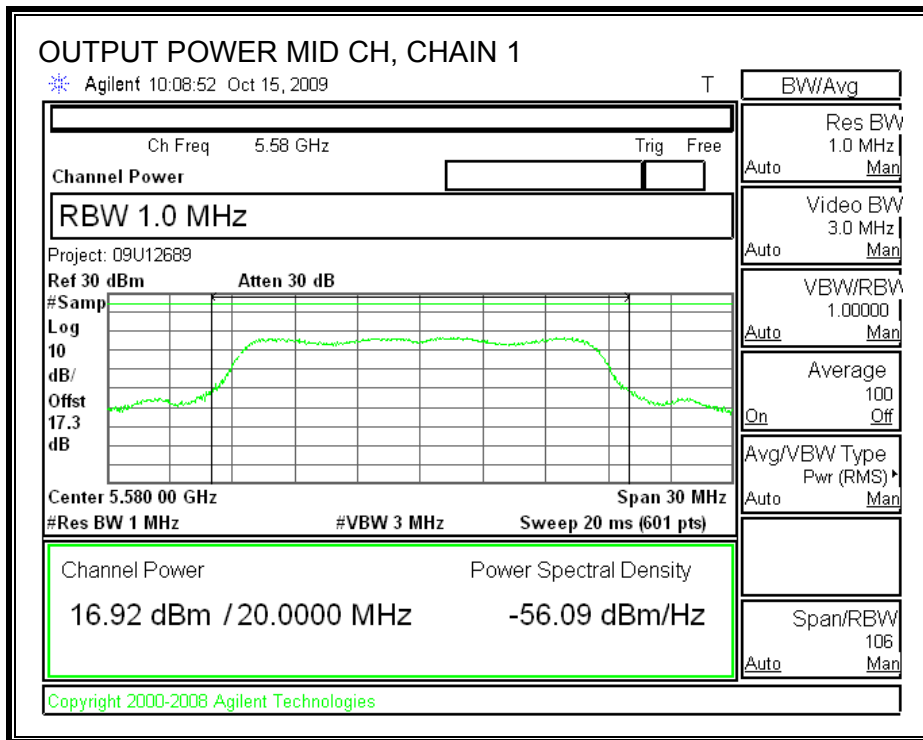 OUTPUT POWER MID CH, CHAIN 1
Agilent 10:08:52 Oct 15, 2009 T
BW/Avg
Ch Freq 5.58 GHz Trig Free
Channel Power
RBW 1.0 MHz
Project: 09U12689
Ref 30 dBm Atten 30 dB
#Samp
Log
10
dB/
Offst
17.3
dB
Center 5.580 00 GHz Span 30 MHz
#Res BW 1 MHz #VBW 3 MHz Sweep 20 ms (601 pts)
Channel Power Power Spectral Density
16.92 dBm / 20.0000 MHz -56.09 dBm/Hz
Copyright 2000-2008 Agilent Technologies
Res BW
1.0 MHz
Auto Man
Video BW
3.0 MHz
Auto Man
VBW/RBW
1.00000
Auto Man
Average
100
On Off
Avg/VBW Type
Pwr (RMS)
Auto Man
Span/RBW
106
Auto Man